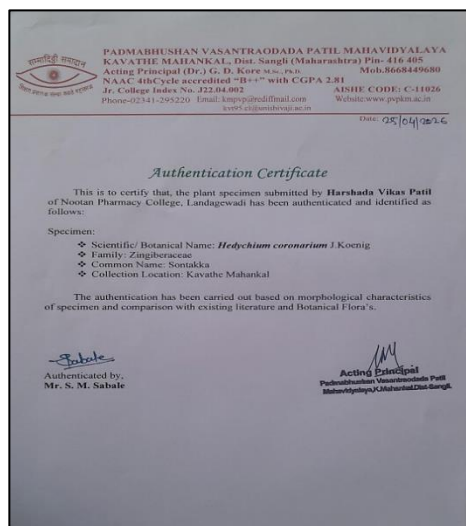 PADMABHUSHAN VASANTRAODADA PATIL MAHAVIDYALAYA
KAVATHE MAHANKAL, Dist. Sangli (Maharashtra) Pin- 416 405
Acting Principal (Dr.) G. D. Kore M.Sc., Ph.D. Mob.8668449680
NAAC 4thCycle accredited "B++" with CGPA 2.81
Jr. College Index No. J22.04.002 AISHE CODE: C-11026
Phone-02341-295220 Email: kmpvp@rediffmail.com Website:www.pvpkm.ac.in
Date: 25/04/2026
Authentication Certificate
This is to certify that, the plant specimen submitted by Harshada Vikas Patil
of Nootan Pharmacy College, Landagewadi has been authenticated and identified as
follows:
Specimen:
❖ Scientific/ Botanical Name: Hedychium coronarium J.Koenig
❖ Family: Zingiberaceae
❖ Common Name: Sontakka
❖ Collection Location: Kavathe Mahankal
The authentication has been carried out based on morphological characteristics
of specimen and comparison with existing literature and Botanical Flora's.
Sabale
Authenticated by,
Mr. S. M. Sabale
Acting Principal
Padmabhushan Vasantraodada Patil
Mahavidyalaya,K.Mahankal,Dist-Sangli.